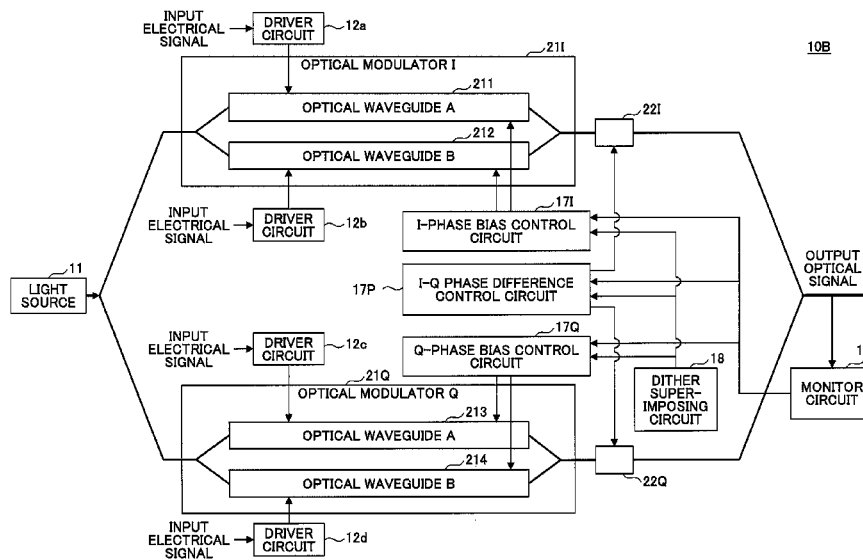 10B
INPUT
ELECTRICAL
SIGNAL
DRIVER
CIRCUIT
12a
21I
OPTICAL MODULATOR I
211
OPTICAL WAVEGUIDE A
212
OPTICAL WAVEGUIDE B
22I
INPUT
ELECTRICAL
SIGNAL
DRIVER
CIRCUIT
12b
17I
I-PHASE BIAS CONTROL
CIRCUIT
11
LIGHT
SOURCE
17P
I-Q PHASE DIFFERENCE
CONTROL CIRCUIT
OUTPUT
OPTICAL
SIGNAL
INPUT
ELECTRICAL
SIGNAL
DRIVER
CIRCUIT
12c
17Q
Q-PHASE BIAS CONTROL
CIRCUIT
18
DITHER
SUPER-
IMPOSING
CIRCUIT
MONITOR
CIRCUIT
21Q
OPTICAL MODULATOR Q
213
OPTICAL WAVEGUIDE A
214
OPTICAL WAVEGUIDE B
22Q
INPUT
ELECTRICAL
SIGNAL
DRIVER
CIRCUIT
12d